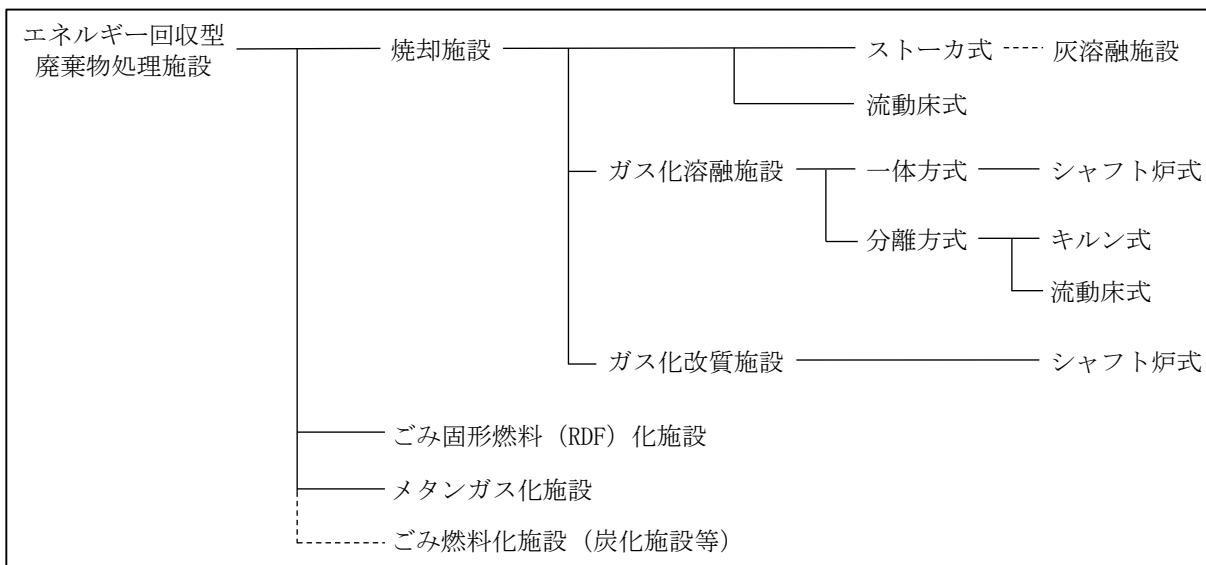 エネルギー回収型
廃棄物処理施設
焼却施設
ストーカ式
灰溶融施設
流動床式
ガス化溶融施設
一体方式
シャフト炉式
分離方式
キルン式
流動床式
ガス化改質施設
シャフト炉式
ごみ固形燃料（RDF）化施設
メタンガス化施設
ごみ燃料化施設（炭化施設等）